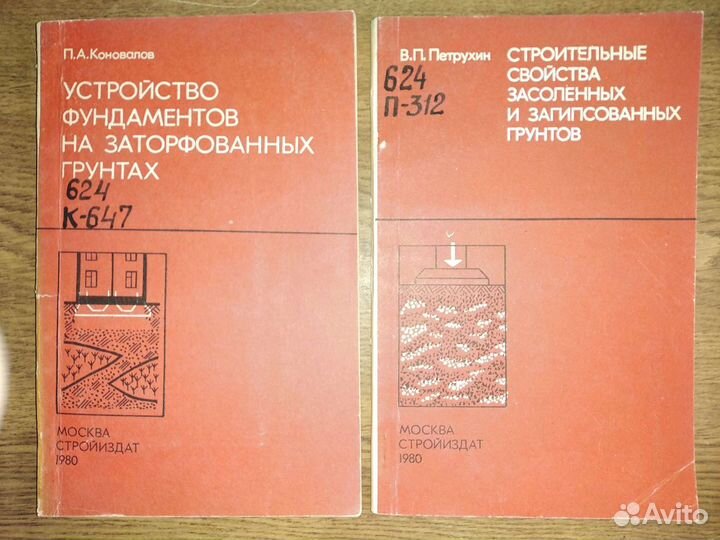 П.А.Коновалов
УСТРОЙСТВО
ФУНДАМЕНТОВ
НА ЗАТОРФОВАННЫХ
ГРУНТАХ
624
К-647
МОСКВА
СТРОЙИЗДАТ
1980
В.П.Петрухин
СТРОИТЕЛЬНЫЕ
СВОЙСТВА
ЗАСОЛЕННЫХ
И ЗАГИПСОВАННЫХ
ГРУНТОВ
624
П-312
МОСКВА
СТРОЙИЗДАТ
1980
Avito